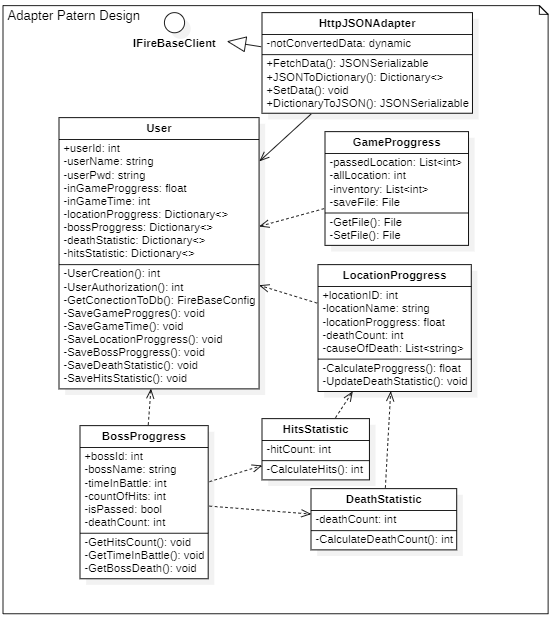 Adapter Patern Design
IFireBaseClient
HttpJSONAdapter
-notConvertedData: dynamic
+FetchData(): JSONSerializable
+JSONToDictionary(): Dictionary<>
+SetData(): void
+DictionaryToJSON(): JSONSerializable
User
+userId: int
-userName: string
-userPwd: string
-inGameProggress: float
-inGameTime: int
-locationProggress: Dictionary<>
-bossProggress: Dictionary<>
-deathStatistic: Dictionary<>
-hitsStatistic: Dictionary<>
-UserCreation(): int
-UserAuthorization(): int
-GetConectionToDb(): FireBaseConfig
-SaveGameProggres(): void
-SaveGameTime(): void
-SaveLocationProggress(): void
-SaveBossProggress(): void
-SaveDeathStatistic(): void
-SaveHitsStatistic(): void
GameProggress
-passedLocation: List<int>
-allLocation: int
-inventory: List<int>
-saveFile: File
-GetFile(): File
-SetFile(): File
LocationProggress
+locationID: int
-locationName: string
-locationProggress: float
-deathCount: int
-causeOfDeath: List<string>
-CalculateProggress(): float
-UpdateDeathStatistic(): void
BossProggress
+bossId: int
-bossName: string
-timeInBattle: int
-countOfHits: int
-isPassed: bool
-deathCount: int
-GetHitsCount(): void
-GetTimeInBattle(): void
-GetBossDeath(): void
HitsStatistic
-hitCount: int
-CalculateHits(): int
DeathStatistic
-deathCount: int
-CalculateDeathCount(): int